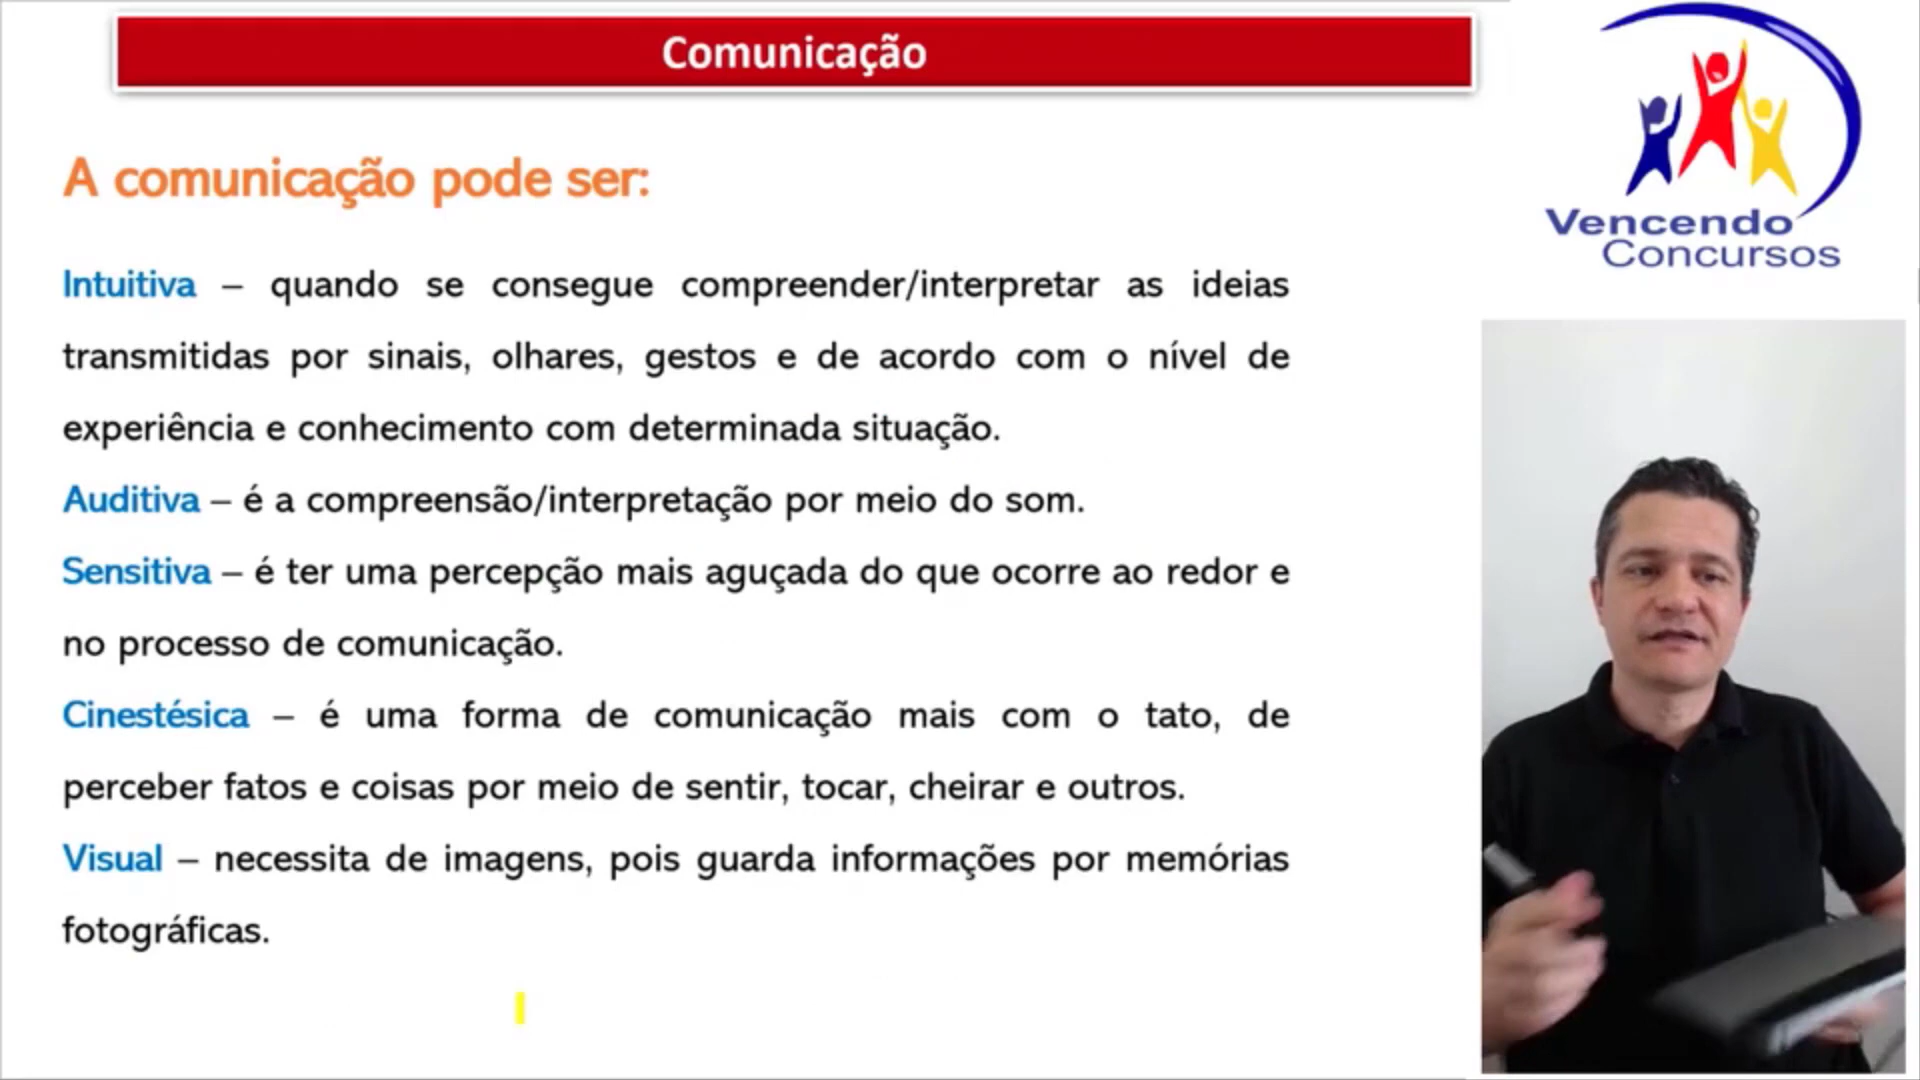 Comunicação
Vencendo
Concursos
A comunicação pode ser:
Intuitiva – quando se consegue compreender/interpretar as ideias
transmitidas por sinais, olhares, gestos e de acordo com o nível de
experiência e conhecimento com determinada situação.
Auditiva – é a compreensão/interpretação por meio do som.
Sensitiva – é ter uma percepção mais aguçada do que ocorre ao redor e
no processo de comunicação.
Cinestésica – é uma forma de comunicação mais com o tato, de
perceber fatos e coisas por meio de sentir, tocar, cheirar e outros.
Visual – necessita de imagens, pois guarda informações por memórias
fotográficas.